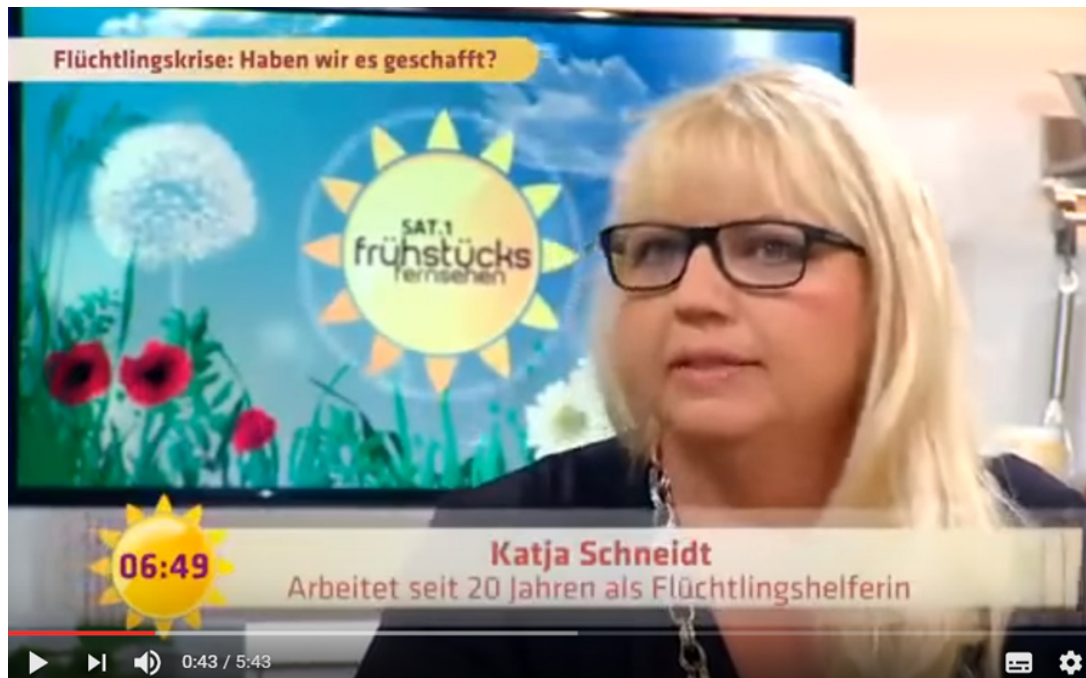 Flüchtlingskrise: Haben wir es geschafft?
SAT.1
frühstücks
fernsehen
06:49
Katja Schneidt
Arbeitet seit 20 Jahren als Flüchtlingshelferin
0:43 / 5:43